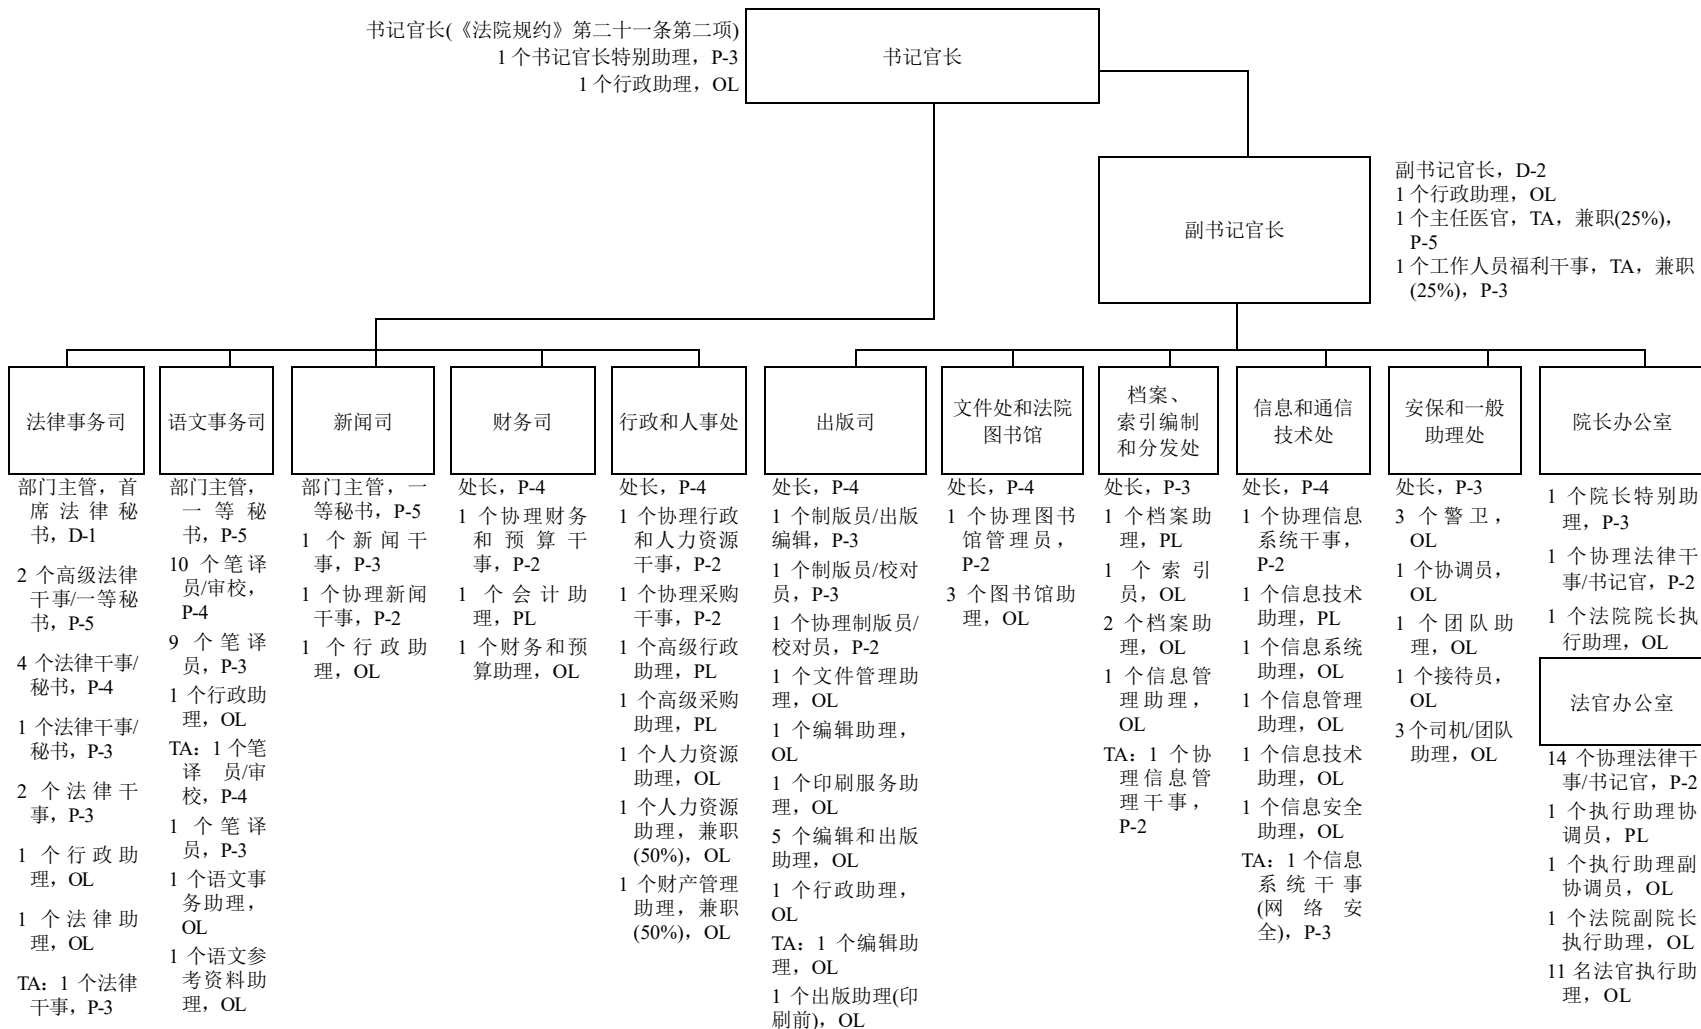 书记官长(《法院规约》第二十一条第二项)
1 个书记官长特别助理，P-3
1 个行政助理，OL
书记官长
副书记官长
副书记官长，D-2
1 个行政助理，OL
1 个主任医官，TA，兼职(25%)，
P-5
1 个工作人员福利干事，TA，兼职
(25%)，P-3
法律事务司
部门主管，首
席法律秘
书，D-1
2 个高级法律
干事/一等秘
书，P-5
4 个法律干事/
秘书，P-4
1 个法律干事/
秘书，P-3
2 个法律干
事，P-3
1 个行政助
理，OL
1 个法律助
理，OL
TA：1 个法律
干事，P-3
语文事务司
部门主管，
一等秘
书，P-5
10 个笔译
员/审校，
P-4
9 个笔译
员，P-3
1 个行政助
理，OL
TA：1 个笔
译员/审
校，P-4
1 个笔译
员，P-3
1 个语文事
务助理，
OL
1 个语文参
考资料助
理，OL
新闻司
部门主管，一
等秘书，P-5
1 个新闻干
事，P-3
1 个协理新闻
干事，P-2
1 个行政助
理，OL
财务司
处长，P-4
1 个协理财务
和预算干
事，P-2
1 个会计助
理，PL
1 个财务和预
算助理，OL
行政和人事处
处长，P-4
1 个协理行政
和人力资源
干事，P-2
1 个协理采购
干事，P-2
1 个高级行政
助理，PL
1 个高级采购
助理，PL
1 个人力资源
助理，OL
1 个人力资源
助理，兼职
(50%)，OL
1 个财产管理
助理，兼职
(50%)，OL
出版司
处长，P-4
1 个制版员/出版
编辑，P-3
1 个制版员/校对
员，P-3
1 个协理制版员/
校对员，P-2
1 个文件管理助
理，OL
1 个编辑助理，
OL
1 个印刷服务助
理，OL
5 个编辑和出版
助理，OL
1 个行政助理，
OL
TA：1 个编辑助
理，OL
1 个出版助理(印
刷前)，OL
文件处和法院
图书馆
处长，P-4
1 个协理图书
馆管理员，
P-2
3 个图书馆助
理，OL
档案、
索引编制
和分发处
处长，P-3
1 个档案助
理，PL
1 个索引
员，OL
2 个档案助
理，OL
1 个信息管
理助理，
OL
TA：1 个协
理信息管
理干事，
P-2
信息和通信
技术处
处长，P-4
1 个协理信息
系统干事，
P-2
1 个信息技术
助理，PL
1 个信息系统
助理，OL
1 个信息管理
助理，OL
1 个信息技术
助理，OL
1 个信息安全
助理，OL
TA：1 个信息
系统干事
(网络安
全)，P-3
安保和一般
助理处
处长，P-3
3 个警卫，
OL
1 个协调员，
OL
1 个团队助
理，OL
1 个接待员，
OL
3 个司机/团队
助理，OL
院长办公室
1 个院长特别助
理，P-3
1 个协理法律干
事/书记官，P-2
1 个法院院长执
行助理，OL
法官办公室
14 个协理法律干
事/书记官，P-2
1 个执行助理协
调员，PL
1 个执行助理副
协调员，OL
1 个法院副院长
执行助理，OL
11 名法官执行助
理，OL